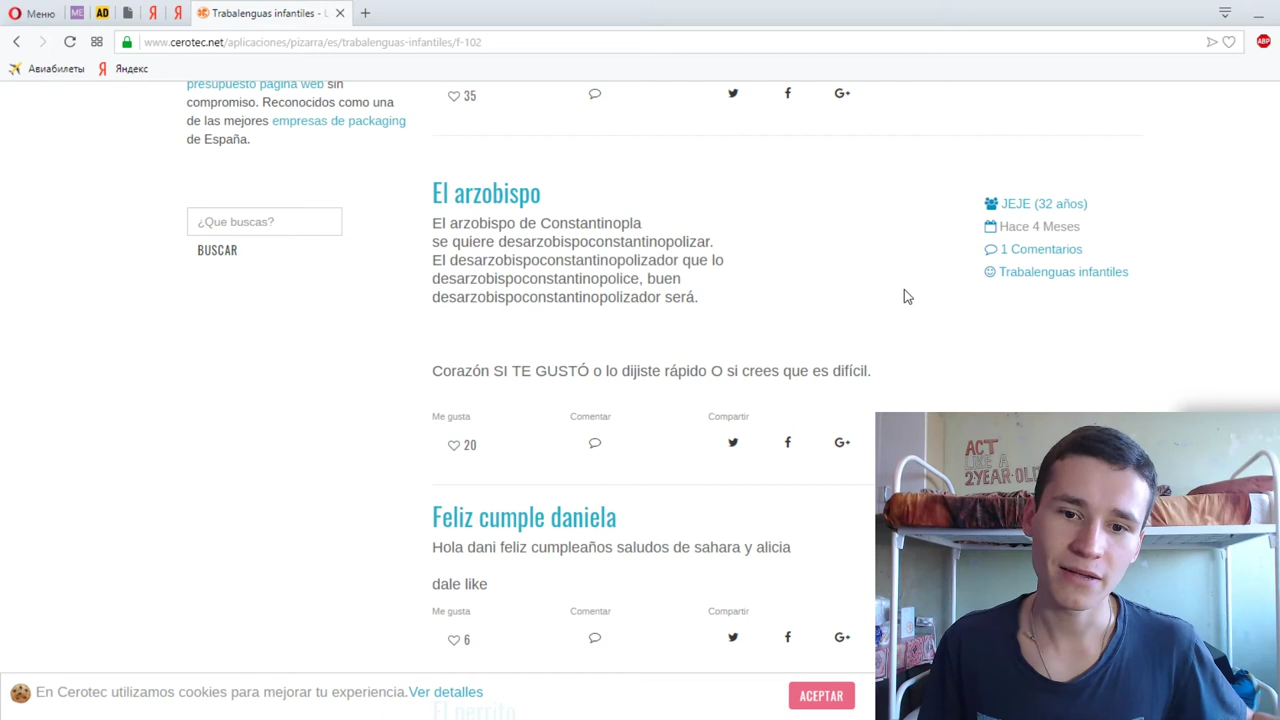 Меню
ME
AD
Я
Я
Trabalenguas infantiles - L
www.cerotec.net/aplicaciones/pizarra/es/trabalenguas-infantiles/f-102
ABP
Авиабилеты
Яндекс
presupuesto pagina web sin
compromiso. Reconocidos como una
de las mejores empresas de packaging
de España.
¿Que buscas?
BUSCAR
35
G+
El arzobispo
El arzobispo de Constantinopla
se quiere desarzobispoconstantinopolizar.
El desarzobispoconstantinopolizador que lo
desarzobispoconstantinopolice, buen
desarzobispoconstantinopolizador será.
JEJE (32 años)
Hace 4 Meses
1 Comentarios
Trabalenguas infantiles
Corazón SI TE GUSTÓ o lo dijiste rápido O si crees que es difícil.
Me gusta
Comentar
Compartir
20
G+
Feliz cumple daniela
Hola dani feliz cumpleaños saludos de sahara y alicia
dale like
Me gusta
Comentar
Compartir
6
G+
En Cerotec utilizamos cookies para mejorar tu experiencia.Ver detalles
ACEPTAR
El perrito
ACT
LIKE A
2YEAR-OLD